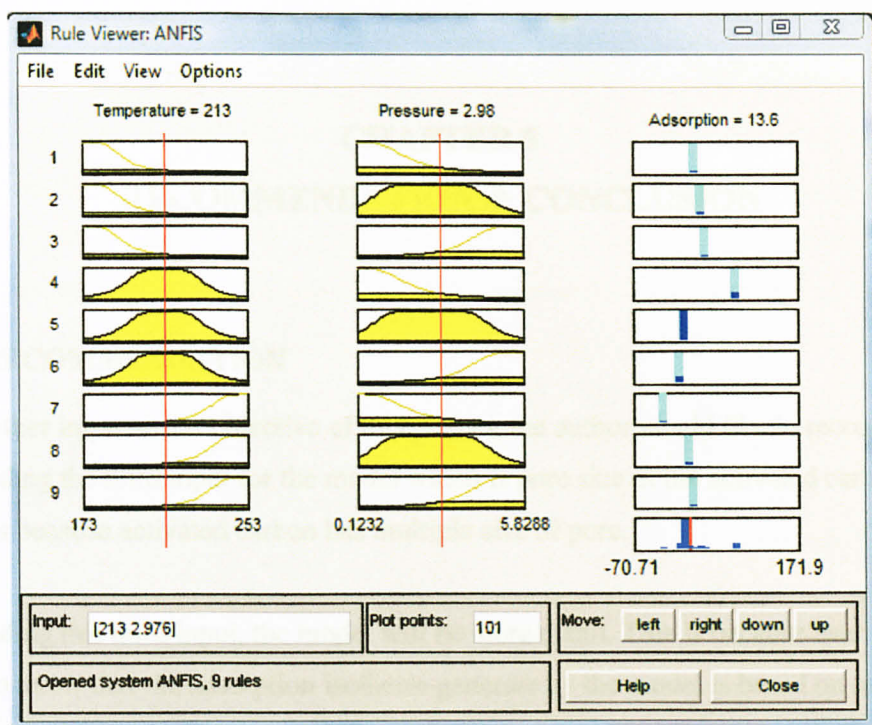 Rule Viewer: ANFIS
File Edit View Options
Temperature = 213
Pressure = 2.98
Adsorption = 13.6
1
2
3
4
5
6
7
8
9
173
253
0.1232
5.8288
-70.71
171.9
Input:
[213 2.976]
Plot points:
101
Move:
left
right
down
up
Opened system ANFIS, 9 rules
Help
Close